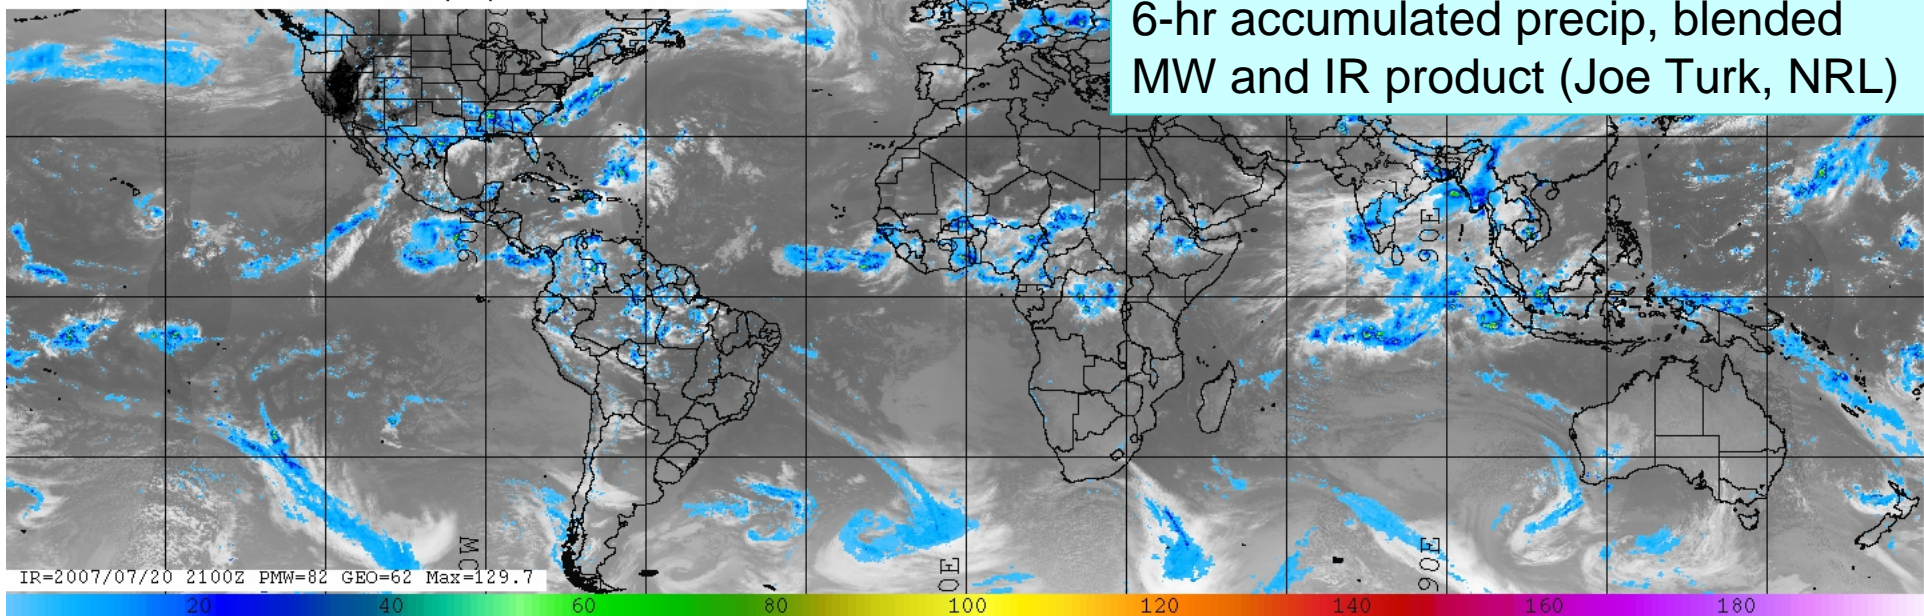 6-hr accumulated precip, blended
MW and IR product (Joe Turk, NRL)
90E
0E
90E
IR=2007/07/20 2100Z PMW=82 GEO=62 Max=129.7
20 40 60 80 100 120 140 160 180